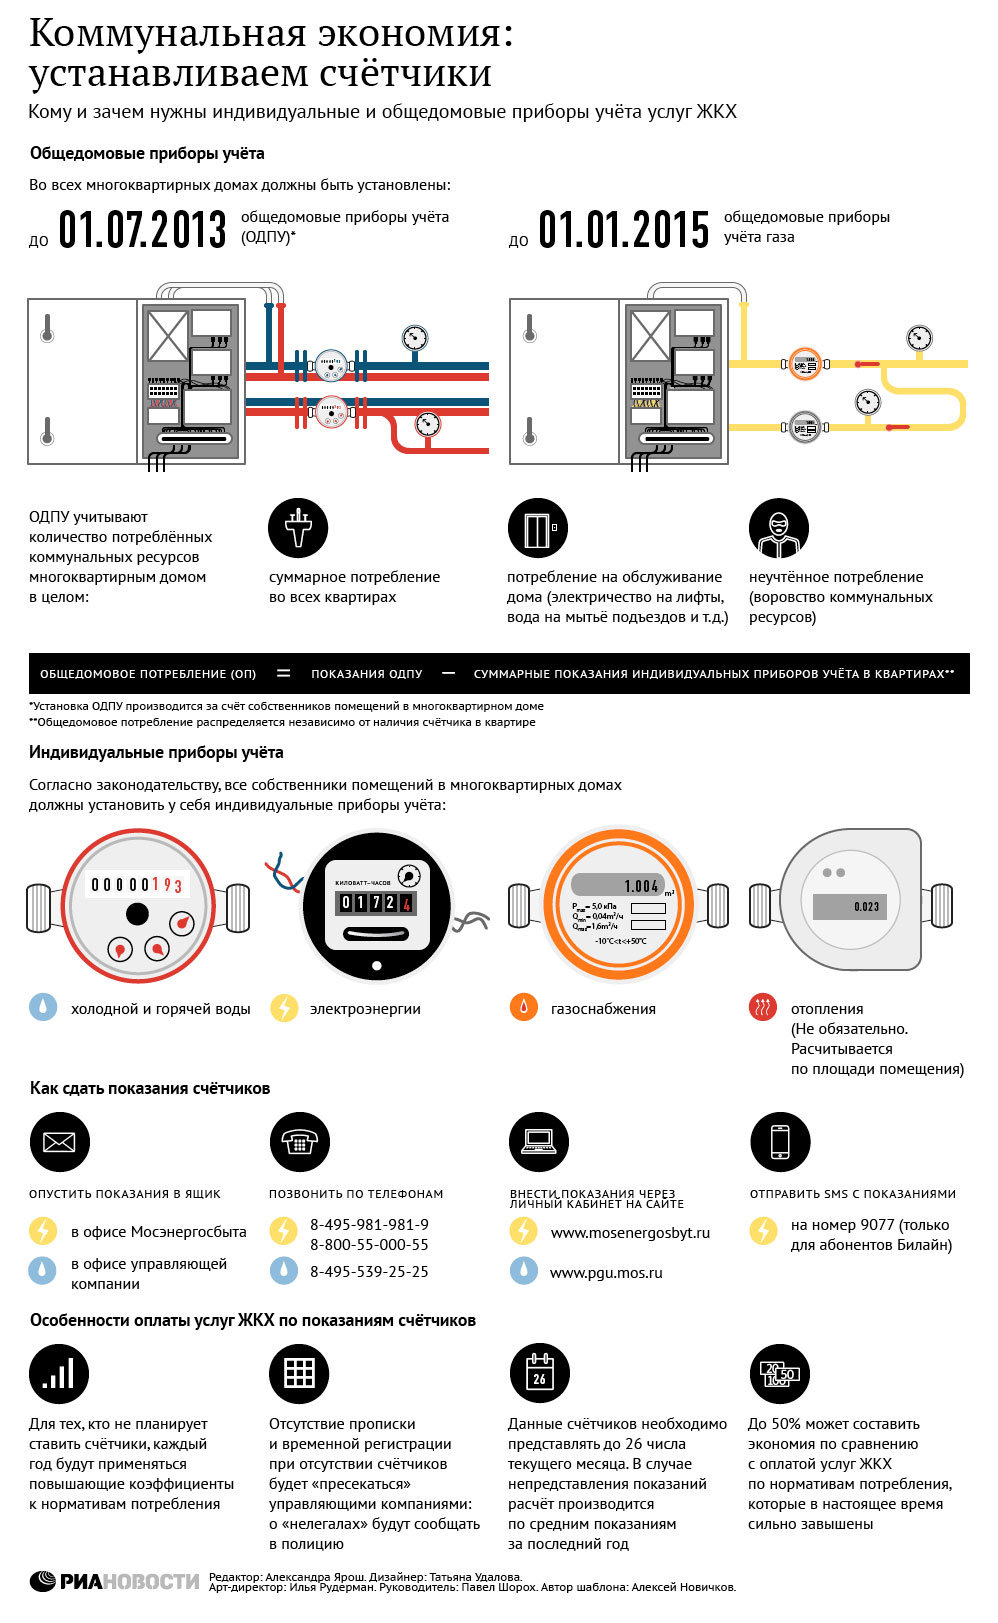 Коммунальная экономия:
устанавливаем счётчики
Кому и зачем нужны индивидуальные и общедомовые приборы учёта услуг ЖКХ
Общедомовые приборы учёта
Во всех многоквартирных домах должны быть установлены:
до 01.07.2013
общедомовые приборы учёта
(ОДПУ)*
до 01.01.2015
общедомовые приборы
учёта газа
ОДПУ учитывают
количество потреблённых
коммунальных ресурсов
многоквартирным домом
в целом:
суммарное потребление
во всех квартирах
потребление на обслуживание
дома (электричество на лифты,
вода на мытьё подъездов и т.д.)
неучтённое потребление
(воровство коммунальных
ресурсов)
ОБЩЕДОМОВОЕ ПОТРЕБЛЕНИЕ (ОП) = ПОКАЗАНИЯ ОДПУ — СУММАРНЫЕ ПОКАЗАНИЯ ИНДИВИДУАЛЬНЫХ ПРИБОРОВ УЧЁТА В КВАРТИРАХ**
*Установка ОДПУ производится за счёт собственников помещений в многоквартирном доме
**Общедомовое потребление распределяется независимо от наличия счётчика в квартире
Индивидуальные приборы учёта
Согласно законодательству, все собственники помещений в многоквартирных домах
должны установить у себя индивидуальные приборы учёта:
00000193
КИЛОВАТТ–ЧАСОВ
01724
1.004 m³
Pmax= 5,0 кПа
Qmin= 0,04m³/ч
Qmax=1,6m³/ч
-10°C<t<+50°C
0.023
холодной и горячей воды
электроэнергии
газоснабжения
отопления
(Не обязательно.
Расчитывается
по площади помещения)
Как сдать показания счётчиков
ОПУСТИТЬ ПОКАЗАНИЯ В ЯЩИК
в офисе Мосэнергосбыта
в офисе управляющей
компании
ПОЗВОНИТЬ ПО ТЕЛЕФОНАМ
8-495-981-981-9
8-800-55-000-55
8-495-539-25-25
ВНЕСТИ ПОКАЗАНИЯ ЧЕРЕЗ
ЛИЧНЫЙ КАБИНЕТ НА САЙТЕ
www.mosenergosbyt.ru
www.pgu.mos.ru
ОТПРАВИТЬ SMS С ПОКАЗАНИЯМИ
на номер 9077 (только
для абонентов Билайн)
Особенности оплаты услуг ЖКХ по показаниям счётчиков
Для тех, кто не планирует
ставить счётчики, каждый
год будут применяться
повышающие коэффициенты
к нормативам потребления
Отсутствие прописки
и временной регистрации
при отсутствии счётчиков
будет «пресекаться»
управляющими компаниями:
о «нелегалах» будут сообщать
в полицию
26
Данные счётчиков необходимо
представлять до 26 числа
текущего месяца. В случае
непредставления показаний
расчёт производится
по средним показаниям
за последний год
20
50
100
До 50% может составить
экономия по сравнению
с оплатой услуг ЖКХ
по нормативам потребления,
которые в настоящее время
сильно завышены
РИАНОВОСТИ
Редактор: Александра Ярош. Дизайнер: Татьяна Удалова.
Арт-директор: Илья Рудерман. Руководитель: Павел Шорох. Автор шаблона: Алексей Новичков.